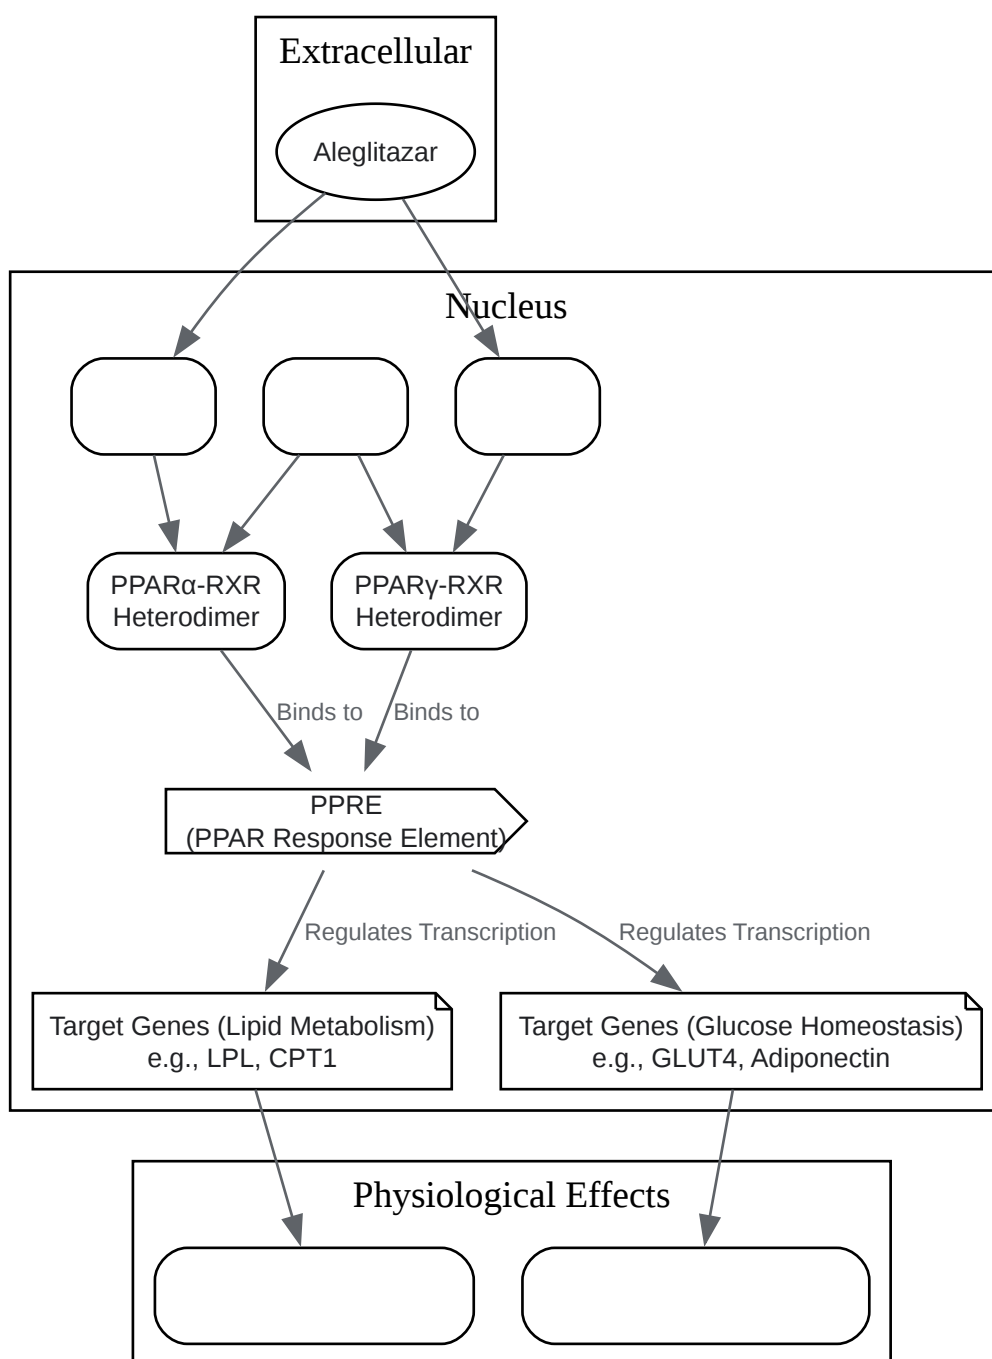 Extracellular
Aleglitazar
Nucleus
PPARα-RXR
Heterodimer
PPARγ-RXR
Heterodimer
Binds to
Binds to
PPRE
(PPAR Response Element)
Regulates Transcription
Regulates Transcription
Target Genes (Lipid Metabolism)
e.g., LPL, CPT1
Target Genes (Glucose Homeostasis)
e.g., GLUT4, Adiponectin
Physiological Effects